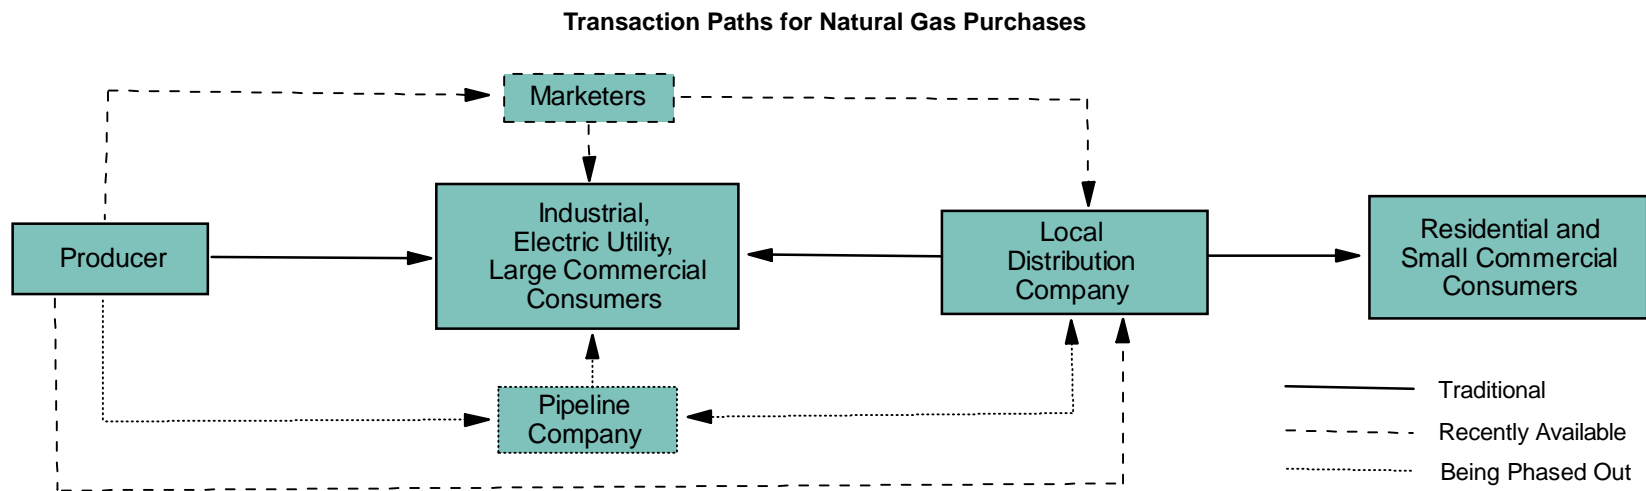 Transaction Paths for Natural Gas Purchases
Marketers
Producer
Industrial,
Electric Utility,
Large Commercial
Consumers
Local
Distribution
Company
Residential and
Small Commercial
Consumers
Pipeline
Company
Traditional
Recently Available
Being Phased Out